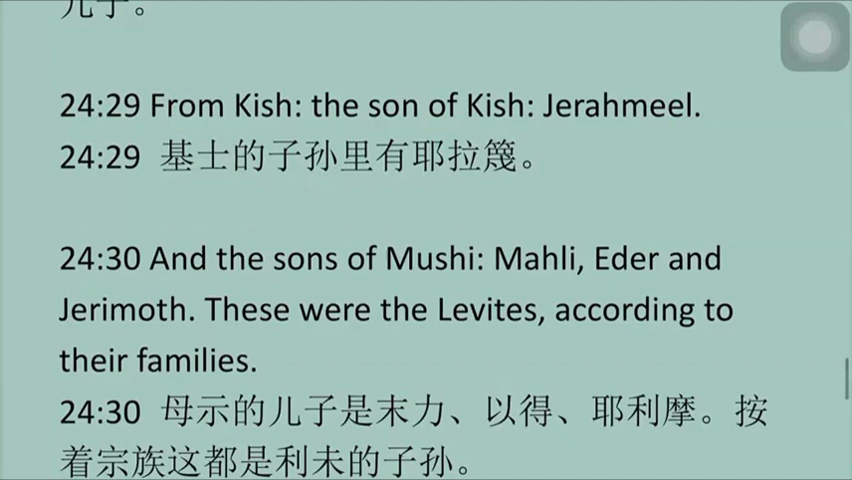 儿子。
24:29 From Kish: the son of Kish: Jerahmeel.
24:29 基士的子孙里有耶拉篾。
24:30 And the sons of Mushi: Mahli, Eder and
Jerimoth. These were the Levites, according to
their families.
24:30 母示的儿子是末力、以得、耶利摩。按
着宗族这都是利未的子孙。